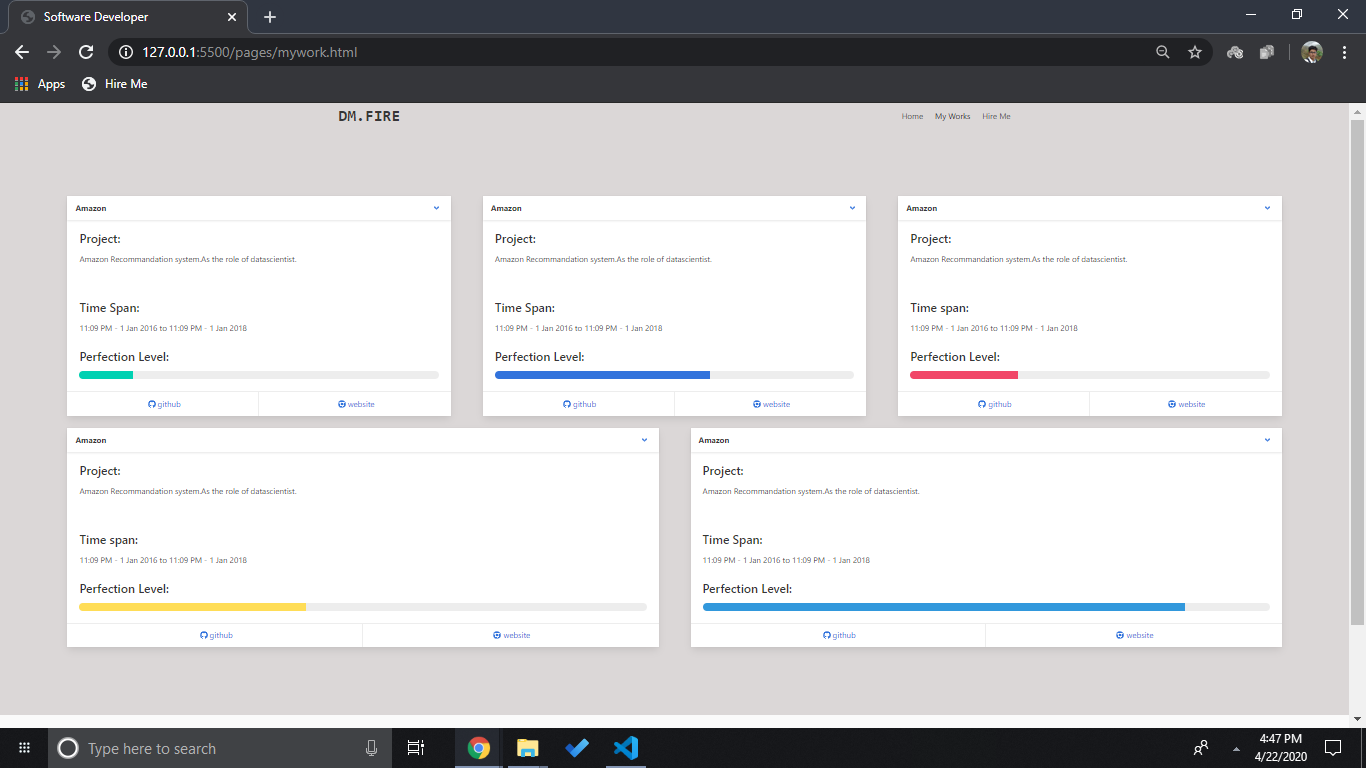 Software Developer
127.0.0.1:5500/pages/mywork.html
Apps
Hire Me
DM.FIRE
Home
My Works
Hire Me
Amazon
Project:
Amazon Recommandation system.As the role of datascientist.
Time Span:
11:09 PM - 1 Jan 2016 to 11:09 PM - 1 Jan 2018
Perfection Level:
github
website
Amazon
Project:
Amazon Recommandation system.As the role of datascientist.
Time Span:
11:09 PM - 1 Jan 2016 to 11:09 PM - 1 Jan 2018
Perfection Level:
github
website
Amazon
Project:
Amazon Recommandation system.As the role of datascientist.
Time span:
11:09 PM - 1 Jan 2016 to 11:09 PM - 1 Jan 2018
Perfection Level:
github
website
Amazon
Project:
Amazon Recommandation system.As the role of datascientist.
Time span:
11:09 PM - 1 Jan 2016 to 11:09 PM - 1 Jan 2018
Perfection Level:
github
website
Amazon
Project:
Amazon Recommandation system.As the role of datascientist.
Time Span:
11:09 PM - 1 Jan 2016 to 11:09 PM - 1 Jan 2018
Perfection Level:
github
website
Type here to search
4:47 PM
4/22/2020